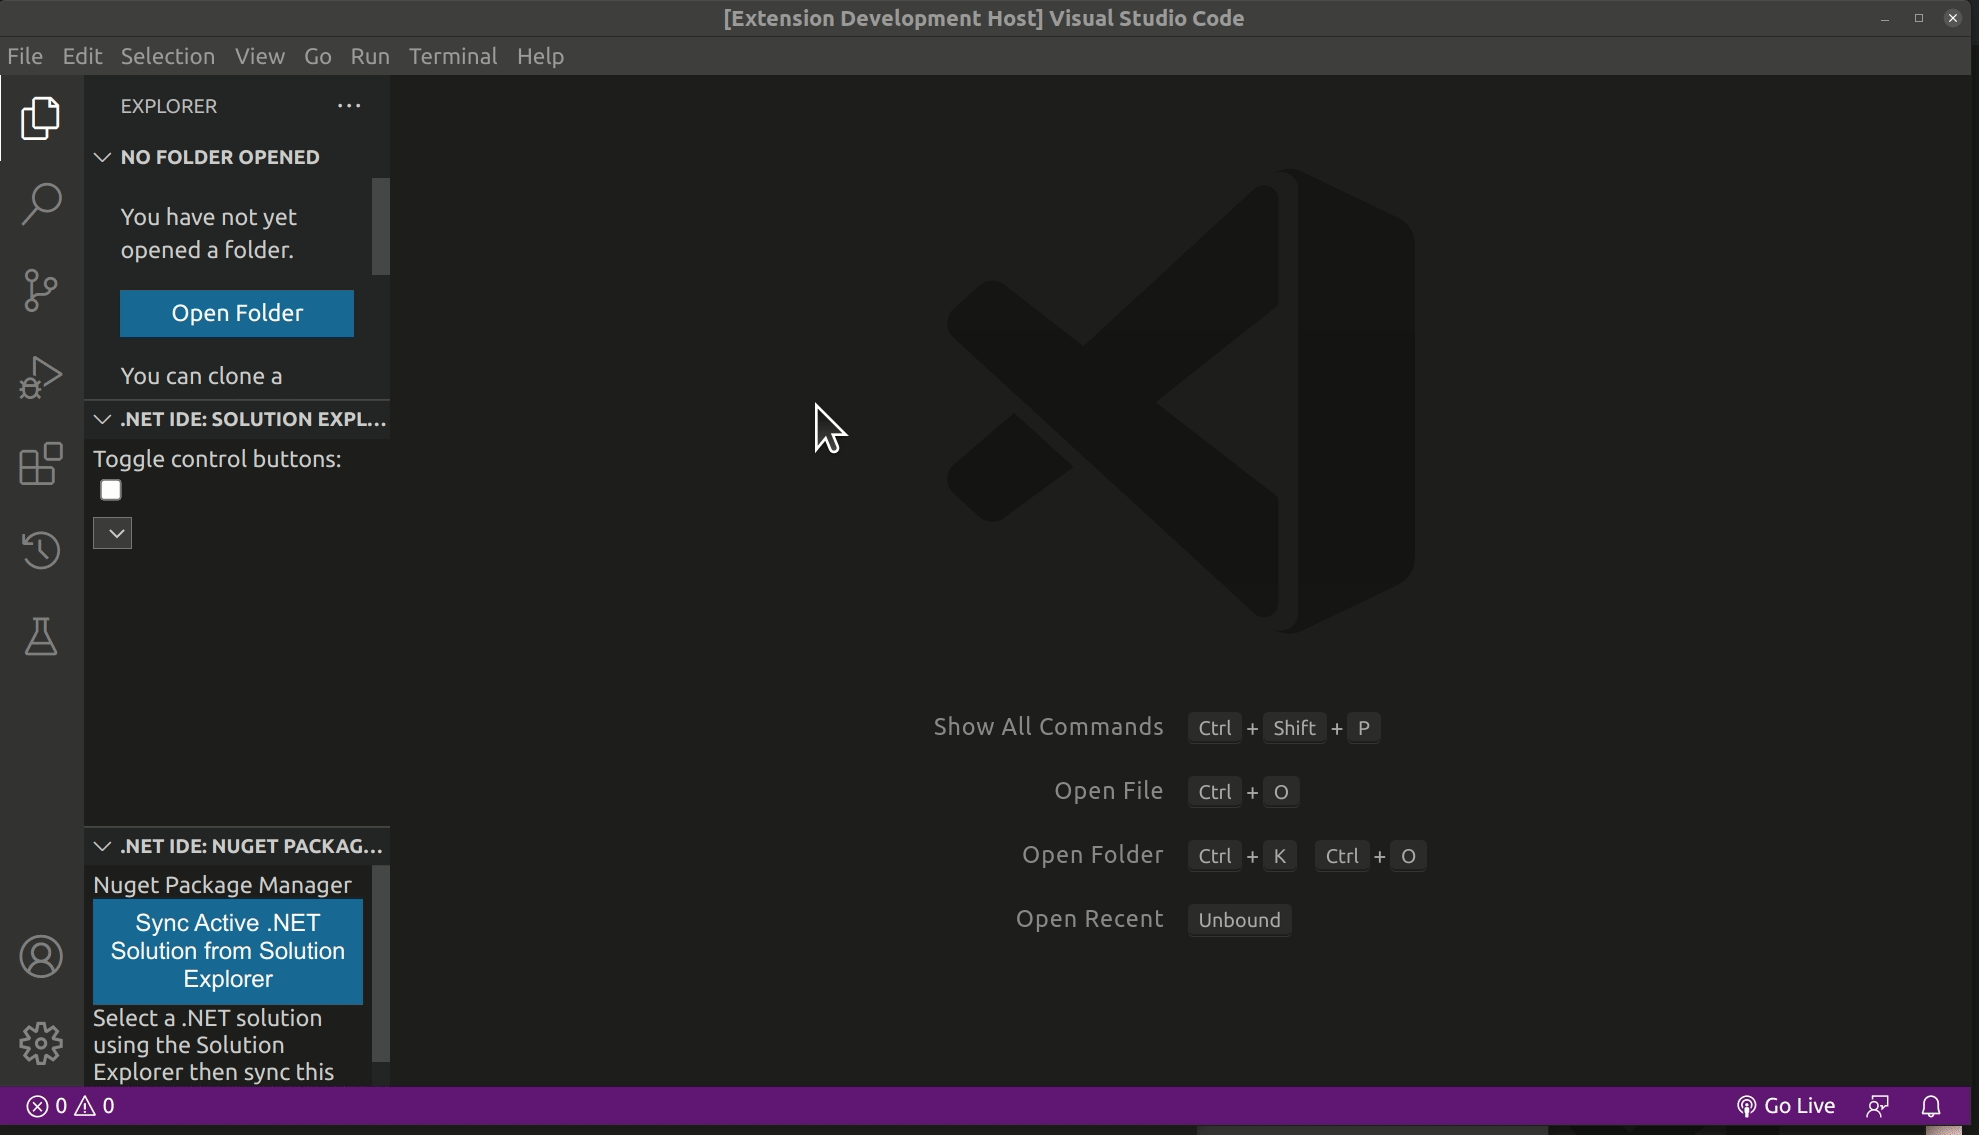 [Extension Development Host] Visual Studio Code
File Edit Selection View Go Run Terminal Help
EXPLORER
NO FOLDER OPENED
You have not yet
opened a folder.
Open Folder
You can clone a
.NET IDE: SOLUTION EXPL...
Toggle control buttons:
.NET IDE: NUGET PACKAG...
Nuget Package Manager
Sync Active .NET
Solution from Solution
Explorer
Select a .NET solution
using the Solution
Explorer then sync this
Show All Commands Ctrl + Shift + P
Open File Ctrl + O
Open Folder Ctrl + K Ctrl + O
Open Recent Unbound
0 0 Go Live